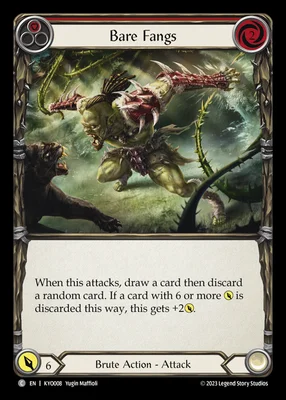 Bare Fangs
When this attacks, draw a card then discard
a random card. If a card with 6 or more is
discarded this way, this gets +2.
6
Brute Action - Attack
C EN | KYO008 Yugin Maffioli
© 2023 Legend Story Studios